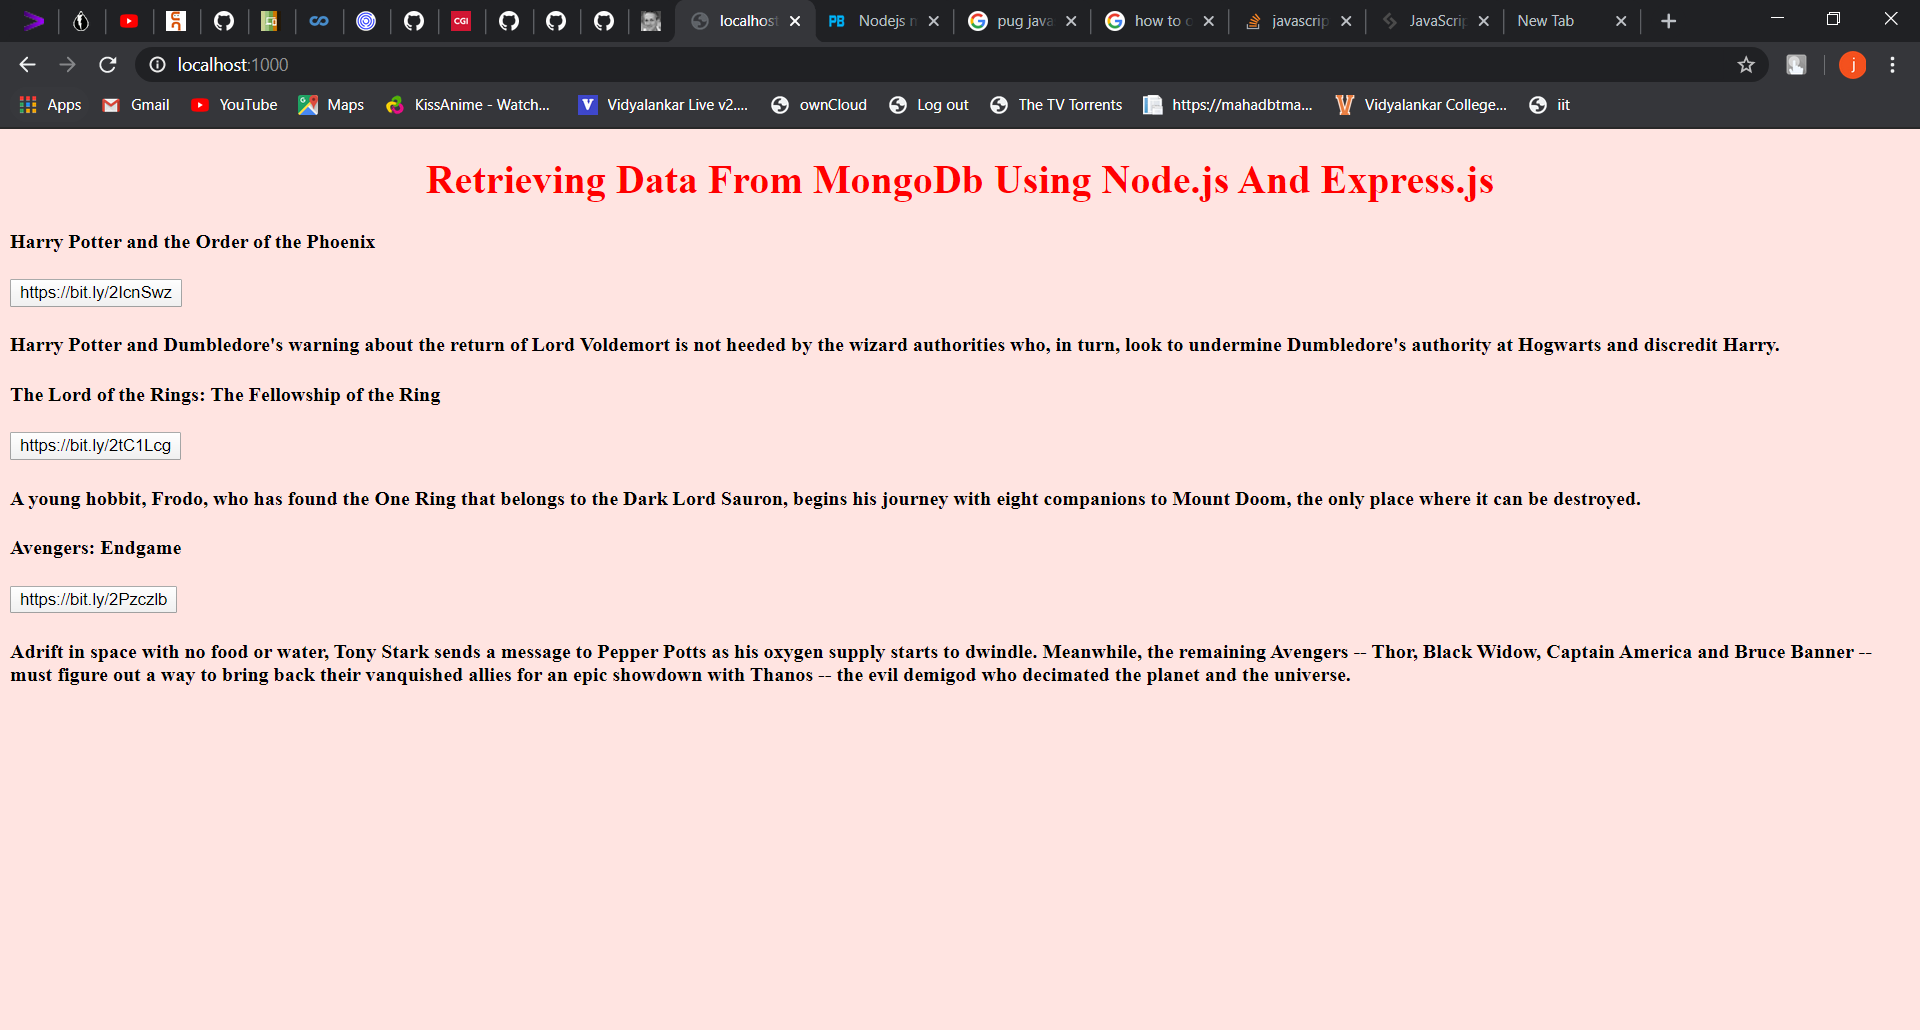 localhost
PB Nodejs m
pug java
how to o
javascrip
JavaScrip
New Tab
localhost:1000
j
Apps
Gmail
YouTube
Maps
KissAnime - Watch...
V Vidyalankar Live v2....
ownCloud
Log out
The TV Torrents
https://mahadbtma...
Vidyalankar College...
iit
CGI
Retrieving Data From MongoDb Using Node.js And Express.js
Harry Potter and the Order of the Phoenix
https://bit.ly/2IcnSwz
Harry Potter and Dumbledore's warning about the return of Lord Voldemort is not heeded by the wizard authorities who, in turn, look to undermine Dumbledore's authority at Hogwarts and discredit Harry.
The Lord of the Rings: The Fellowship of the Ring
https://bit.ly/2tC1Lcg
A young hobbit, Frodo, who has found the One Ring that belongs to the Dark Lord Sauron, begins his journey with eight companions to Mount Doom, the only place where it can be destroyed.
Avengers: Endgame
https://bit.ly/2Pzczlb
Adrift in space with no food or water, Tony Stark sends a message to Pepper Potts as his oxygen supply starts to dwindle. Meanwhile, the remaining Avengers -- Thor, Black Widow, Captain America and Bruce Banner --
must figure out a way to bring back their vanquished allies for an epic showdown with Thanos -- the evil demigod who decimated the planet and the universe.